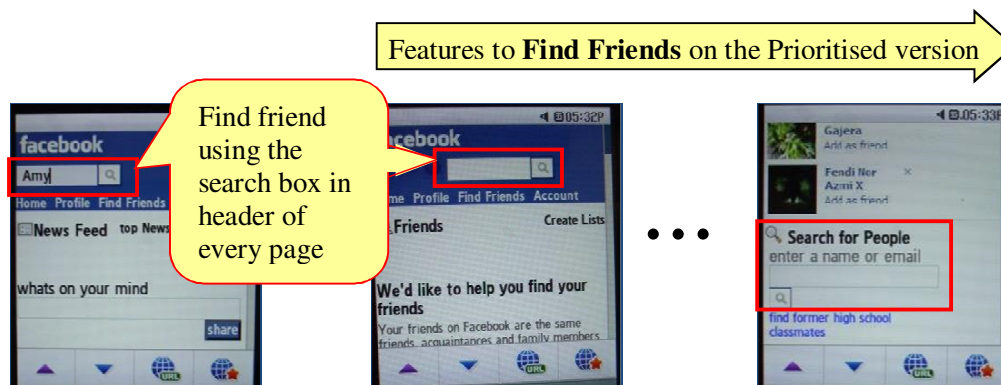 Features to Find Friends on the Prioritised version
Find friend
using the
search box in
header of
every page
facebook
Amy
Home Profile Find Friends
News Feed top News
whats on your mind
share
URL
05:32P
acebook
me Profile Find Friends Account
Friends Create Lists
We'd like to help you find your
friends
Your friends on Facebook are the same
friends, acquaintances and family members
URL
...
05:33P
Gajera
Add as friend
Fendi Nor ×
Azmi X
Add as friend
Search for People
enter a name or email
find former high school
classmates
URL